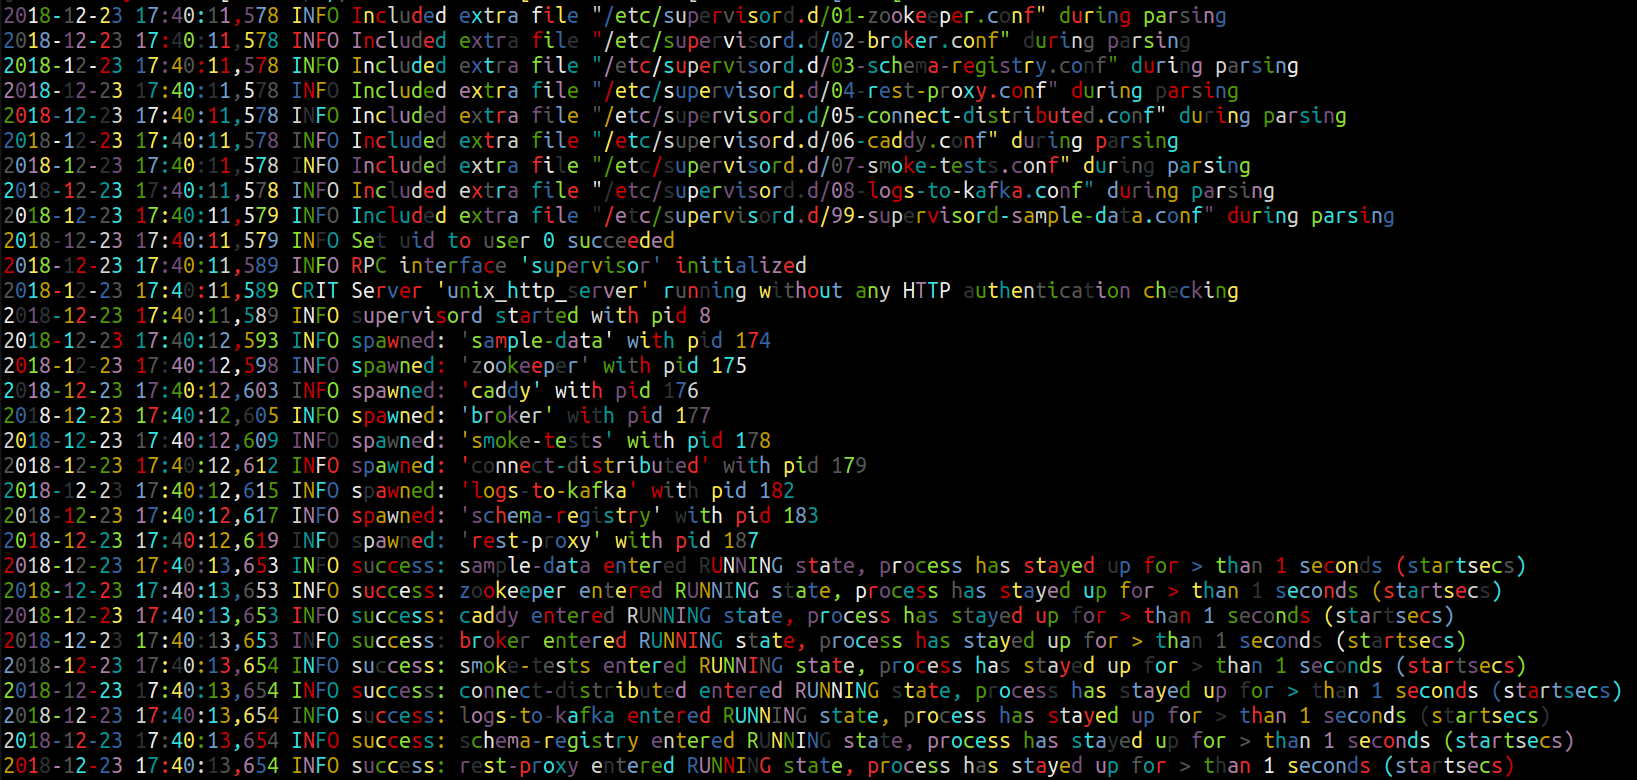 2018-12-23 17:40:11,578 INFO Included extra file "/etc/supervisord.d/01-zookeeper.conf" during parsing
2018-12-23 17:40:11,578 INFO Included extra file "/etc/supervisord.d/02-broker.conf" during parsing
2018-12-23 17:40:11,578 INFO Included extra file "/etc/supervisord.d/03-schema-registry.conf" during parsing
2018-12-23 17:40:11,578 INFO Included extra file "/etc/supervisord.d/04-rest-proxy.conf" during parsing
2018-12-23 17:40:11,578 INFO Included extra file "/etc/supervisord.d/05-connect-distributed.conf" during parsing
2018-12-23 17:40:11,578 INFO Included extra file "/etc/supervisord.d/06-caddy.conf" during parsing
2018-12-23 17:40:11,578 INFO Included extra file "/etc/supervisord.d/07-smoke-tests.conf" during parsing
2018-12-23 17:40:11,578 INFO Included extra file "/etc/supervisord.d/08-logs-to-kafka.conf" during parsing
2018-12-23 17:40:11,579 INFO Included extra file "/etc/supervisord.d/99-supervisord-sample-data.conf" during parsing
2018-12-23 17:40:11,579 INFO Set uid to user 0 succeeded
2018-12-23 17:40:11,589 INFO RPC interface 'supervisor' initialized
2018-12-23 17:40:11,589 CRIT Server 'unix_http_server' running without any HTTP authentication checking
2018-12-23 17:40:11,589 INFO supervisord started with pid 8
2018-12-23 17:40:12,593 INFO spawned: 'sample-data' with pid 174
2018-12-23 17:40:12,598 INFO spawned: 'zookeeper' with pid 175
2018-12-23 17:40:12,603 INFO spawned: 'caddy' with pid 176
2018-12-23 17:40:12,605 INFO spawned: 'broker' with pid 177
2018-12-23 17:40:12,609 INFO spawned: 'smoke-tests' with pid 178
2018-12-23 17:40:12,612 INFO spawned: 'connect-distributed' with pid 179
2018-12-23 17:40:12,615 INFO spawned: 'logs-to-kafka' with pid 182
2018-12-23 17:40:12,617 INFO spawned: 'schema-registry' with pid 183
2018-12-23 17:40:12,619 INFO spawned: 'rest-proxy' with pid 187
2018-12-23 17:40:13,653 INFO success: sample-data entered RUNNING state, process has stayed up for > than 1 seconds (startsecs)
2018-12-23 17:40:13,653 INFO success: zookeeper entered RUNNING state, process has stayed up for > than 1 seconds (startsecs)
2018-12-23 17:40:13,653 INFO success: caddy entered RUNNING state, process has stayed up for > than 1 seconds (startsecs)
2018-12-23 17:40:13,653 INFO success: broker entered RUNNING state, process has stayed up for > than 1 seconds (startsecs)
2018-12-23 17:40:13,654 INFO success: smoke-tests entered RUNNING state, process has stayed up for > than 1 seconds (startsecs)
2018-12-23 17:40:13,654 INFO success: connect-distributed entered RUNNING state, process has stayed up for > than 1 seconds (startsecs)
2018-12-23 17:40:13,654 INFO success: logs-to-kafka entered RUNNING state, process has stayed up for > than 1 seconds (startsecs)
2018-12-23 17:40:13,654 INFO success: schema-registry entered RUNNING state, process has stayed up for > than 1 seconds (startsecs)
2018-12-23 17:40:13,654 INFO success: rest-proxy entered RUNNING state, process has stayed up for > than 1 seconds (startsecs)